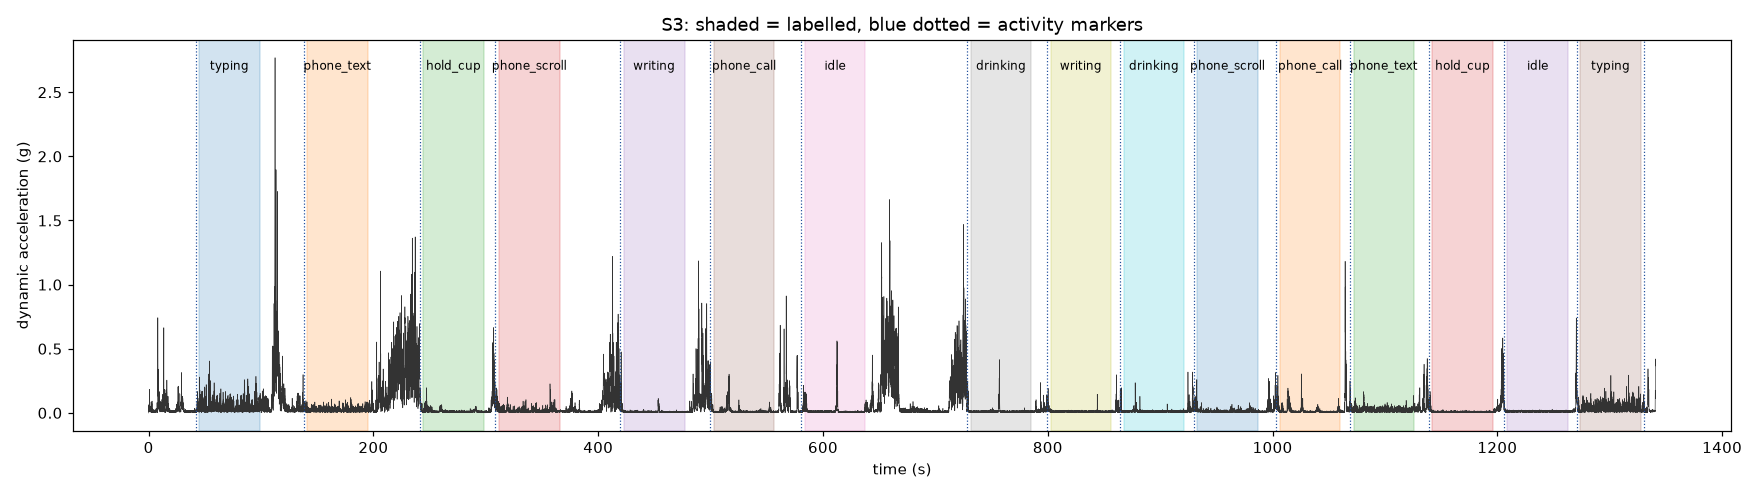 S3: shaded = labelled, blue dotted = activity markers
typing phone_text hold_cup phone_scroll writing phone_call idle drinking writing drinking phone_scroll phone_call phone_text hold_cup idle typing
dynamic acceleration (g)
2.5
2.0
1.5
1.0
0.5
0.0
0 200 400 600 800 1000 1200 1400
time (s)